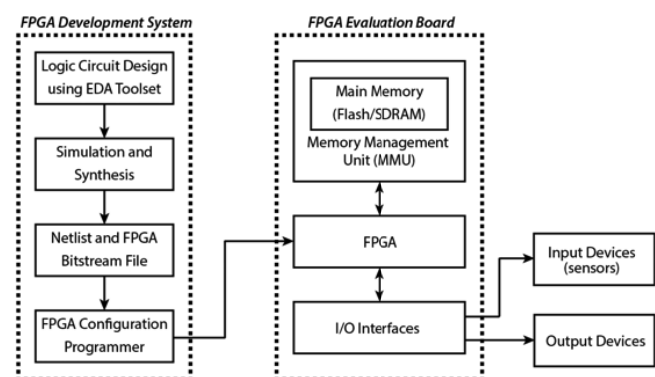 FPGA Development System
Logic Circuit Design
using EDA Toolset
Simulation and
Synthesis
Netlist and FPGA
Bitstream File
FPGA Configuration
Programmer
FPGA Evaluation Board
Main Memory
(Flash/SDRAM)
Memory Management
Unit (MMU)
FPGA
I/O Interfaces
Input Devices
(sensors)
Output Devices